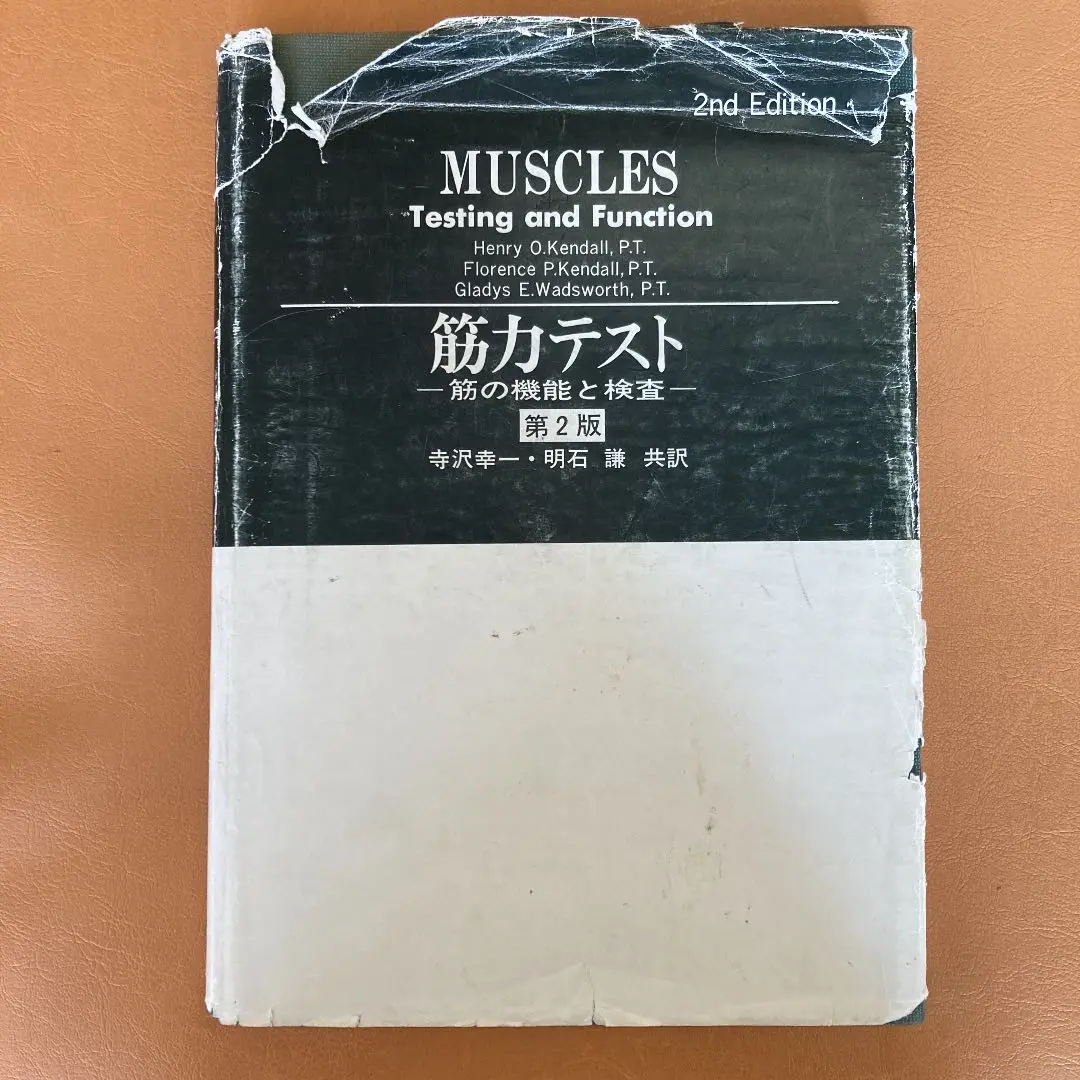 2nd Edition
MUSCLES
Testing and Function
Henry O.Kendall, P.T.
Florence P.Kendall, P.T.
Gladys E.Wadsworth, P.T.
筋力テスト
—筋の機能と検査—
第2版
寺沢幸一・明石 謙 共訳